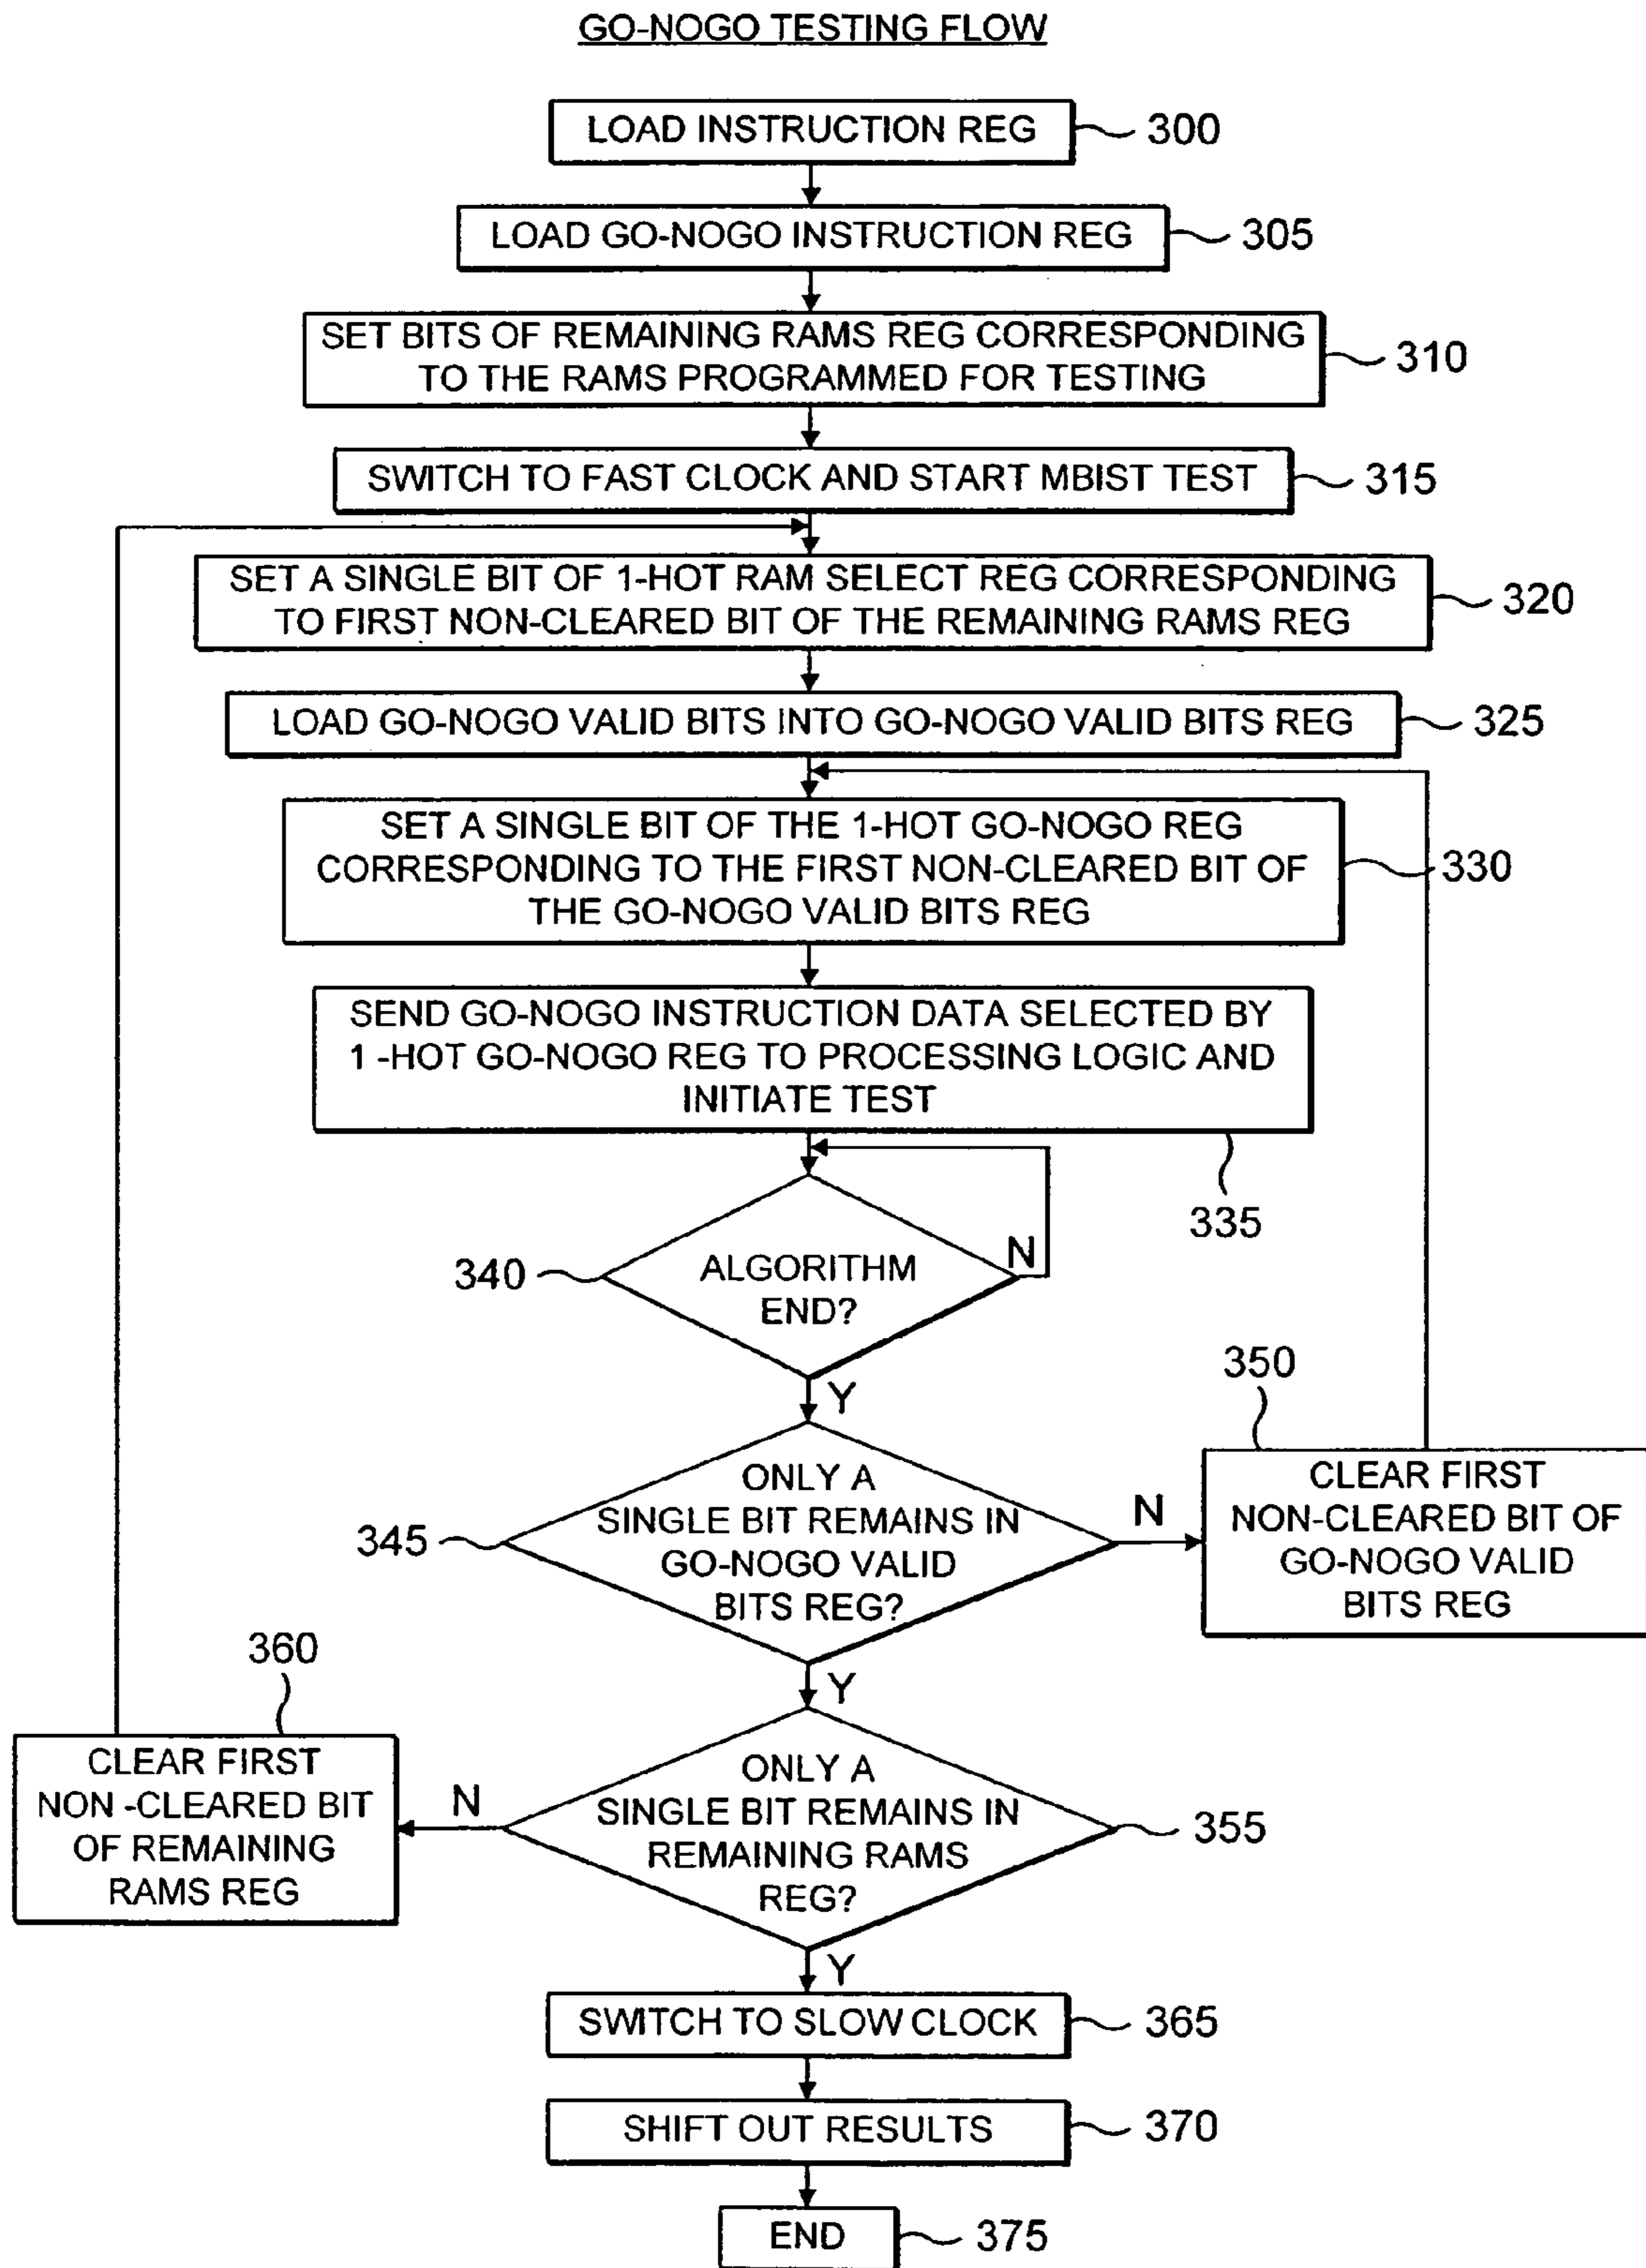 GO-NOGO TESTING FLOW
LOAD INSTRUCTION REG
300
LOAD GO-NOGO INSTRUCTION REG
305
SET BITS OF REMAINING RAMS REG CORRESPONDING
TO THE RAMS PROGRAMMED FOR TESTING
310
SWITCH TO FAST CLOCK AND START MBIST TEST
315
SET A SINGLE BIT OF 1-HOT RAM SELECT REG CORRESPONDING
TO FIRST NON-CLEARED BIT OF THE REMAINING RAMS REG
320
LOAD GO-NOGO VALID BITS INTO GO-NOGO VALID BITS REG
325
SET A SINGLE BIT OF THE 1-HOT GO-NOGO REG
CORRESPONDING TO THE FIRST NON-CLEARED BIT OF
THE GO-NOGO VALID BITS REG
330
SEND GO-NOGO INSTRUCTION DATA SELECTED BY
1 -HOT GO-NOGO REG TO PROCESSING LOGIC AND
INITIATE TEST
335
340
ALGORITHM
END?
N
Y
345
ONLY A
SINGLE BIT REMAINS IN
GO-NOGO VALID
BITS REG?
N
Y
350
CLEAR FIRST
NON-CLEARED BIT OF
GO-NOGO VALID
BITS REG
360
CLEAR FIRST
NON -CLEARED BIT
OF REMAINING
RAMS REG
N
ONLY A
SINGLE BIT REMAINS IN
REMAINING RAMS
REG?
355
Y
SWITCH TO SLOW CLOCK
365
SHIFT OUT RESULTS
370
END
375